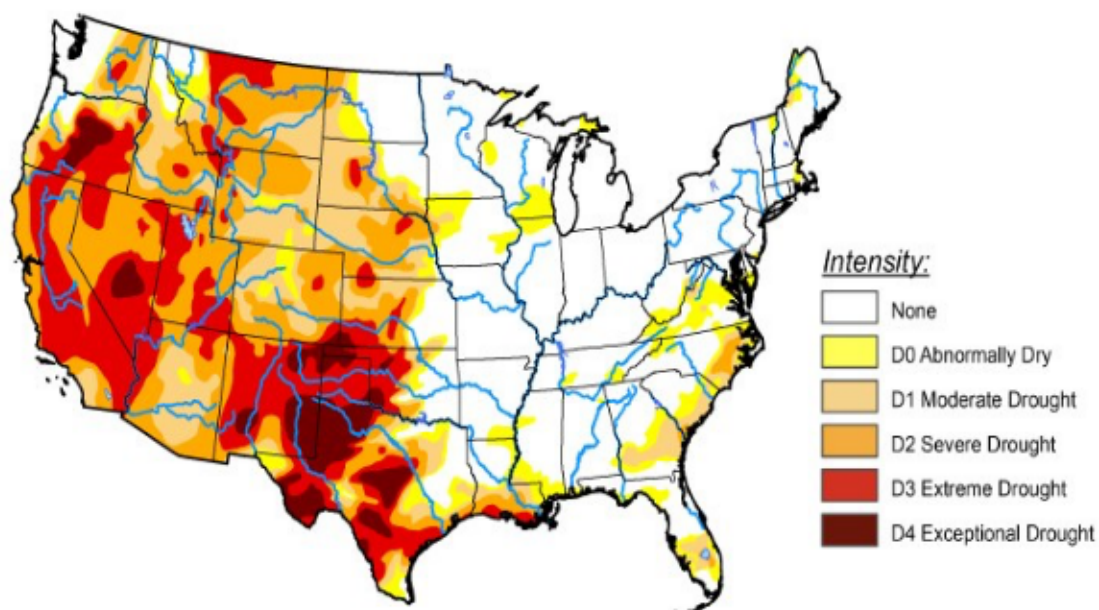 Intensity:
None
D0 Abnormally Dry
D1 Moderate Drought
D2 Severe Drought
D3 Extreme Drought
D4 Exceptional Drought